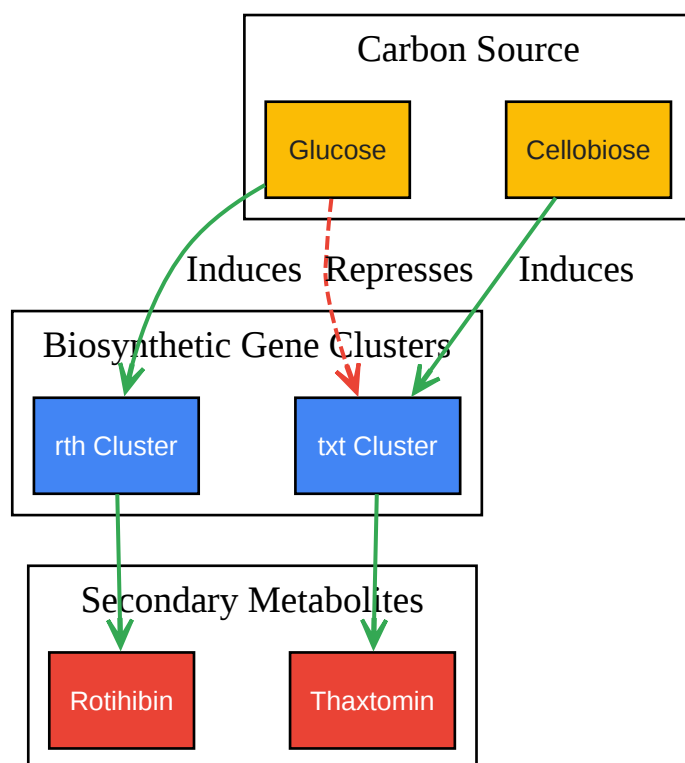 Carbon Source
Glucose
Cellobiose
Induces
Represses
Induces
Biosynthetic Gene Clusters
rth Cluster
txt Cluster
Secondary Metabolites
Rotihibin
Thaxtomin